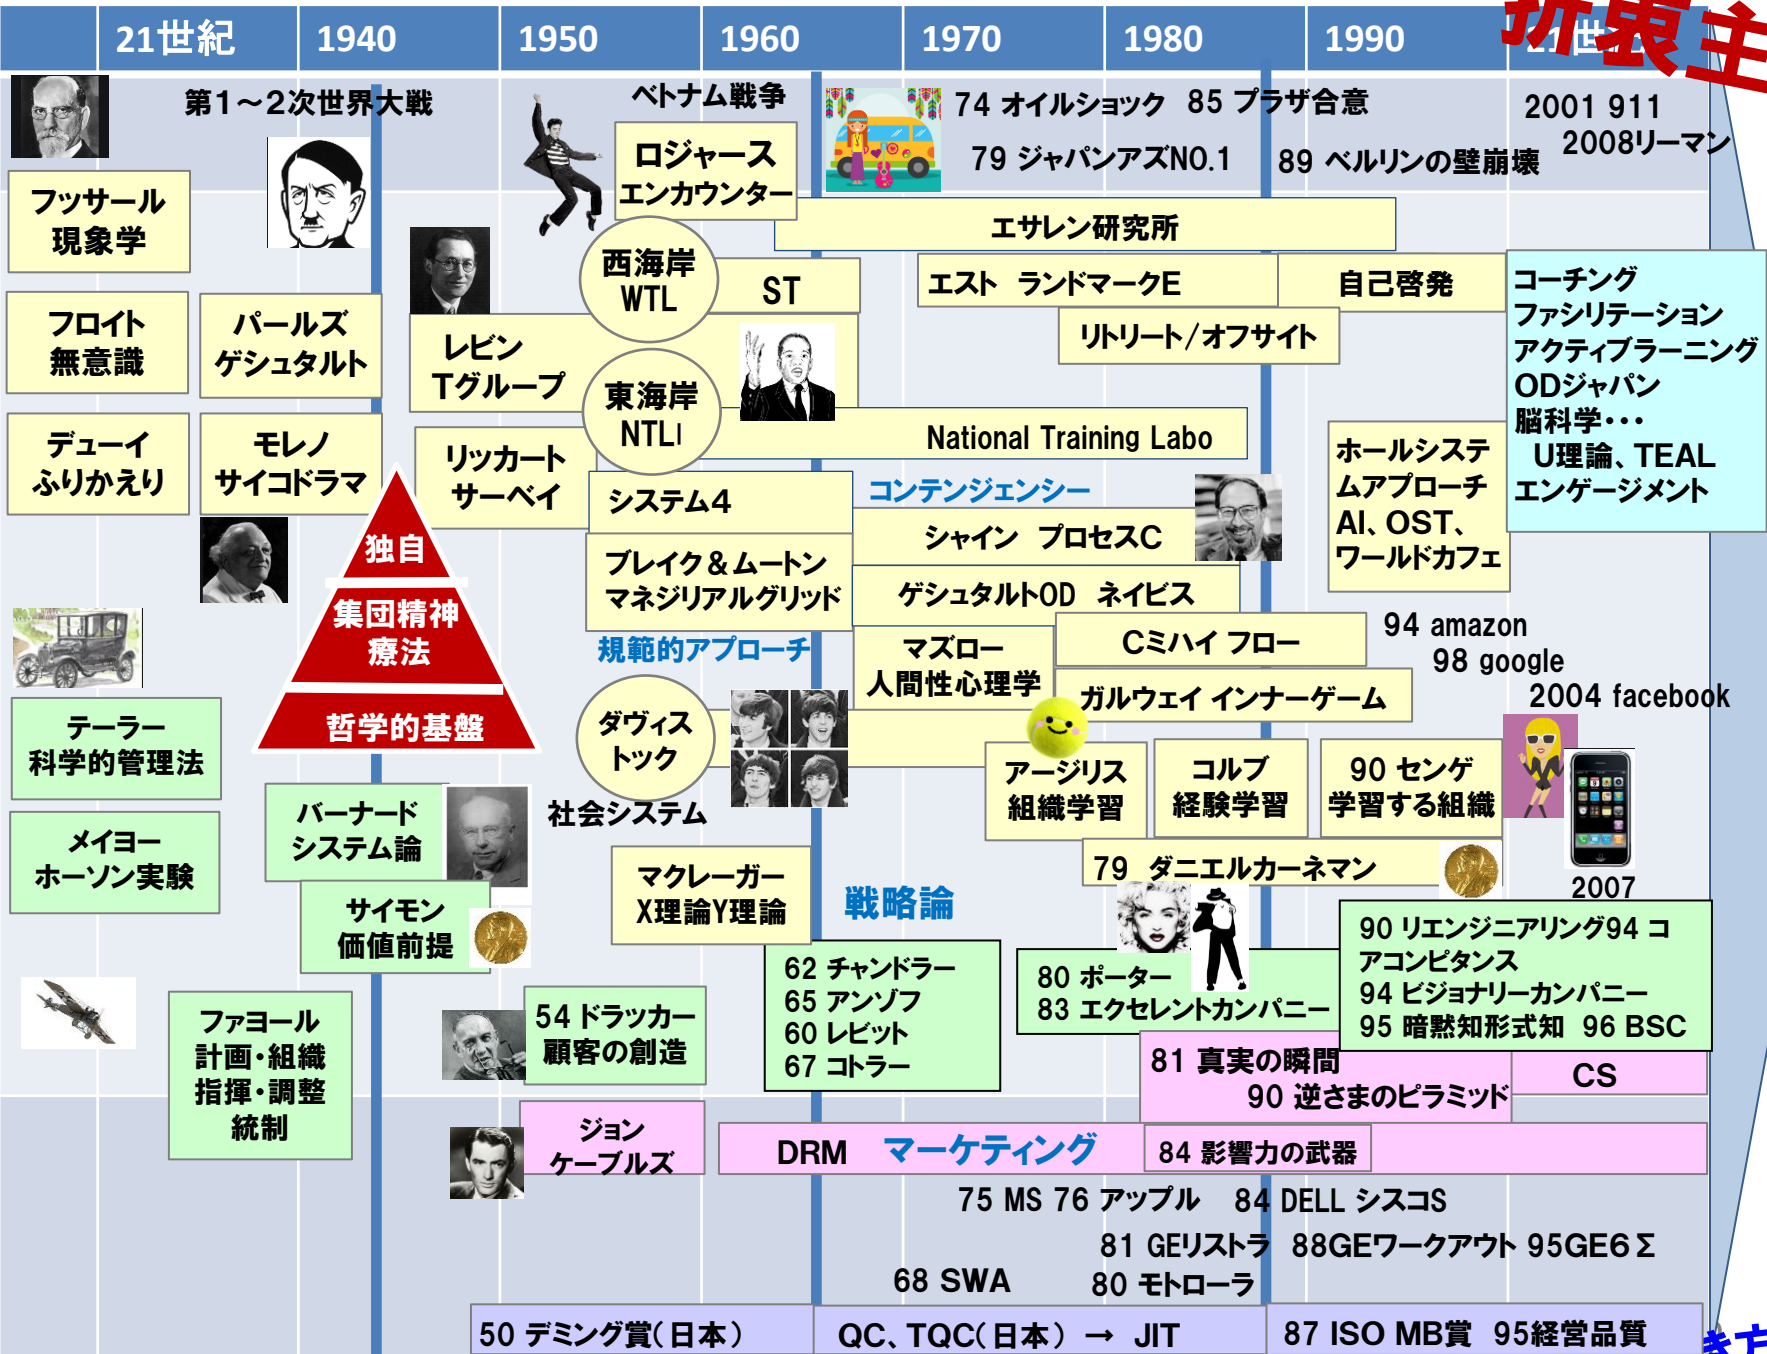 折衷主
21世紀 1940 1950 1960 1970 1980 1990 21世紀
第1～2次世界大戦
ベトナム戦争
74 オイルショック 85 プラザ合意
79 ジャパンアズNO.1 89 ベルリンの壁崩壊
2001 911
2008リーマン
フッサール
現象学
ロジャース
エンカウンター
エサレン研究所
西海岸
WTL
ST
エスト ランドマークE
自己啓発
リトリート/オフサイト
コーチング
ファシリテーション
アクティブラーニング
ODジャパン
脳科学・・・
U理論、TEAL
エンゲージメント
フロイト
無意識
パールズ
ゲシュタルト
レビン
Tグループ
東海岸
NTLI
National Training Labo
デューイ
ふりかえり
モレノ
サイコドラマ
リッカート
サーベイ
システム4
コンテンジェンシー
シャイン プロセスC
ホールシステ
ムアプローチ
AI、OST、
ワールドカフェ
独自
集団精神
療法
哲学的基盤
ブレイク＆ムートン
マネジリアルグリッド
ゲシュタルトOD ネイビス
規範的アプローチ
マズロー
人間性心理学
Cミハイ フロー
ガルウェイ インナーゲーム
94 amazon
98 google
2004 facebook
テーラー
科学的管理法
ダヴィス
トック
社会システム
アージリス
組織学習
コルブ
経験学習
90 センゲ
学習する組織
メイヨー
ホーソン実験
バーナード
システム論
79 ダニエルカーネマン
2007
サイモン
価値前提
マクレーガー
X理論Y理論
戦略論
62 チャンドラー
65 アンゾフ
60 レビット
67 コトラー
80 ポーター
83 エクセレントカンパニー
90 リエンジニアリング94 コ
アコンピタンス
94 ビジョナリーカンパニー
95 暗黙知形式知 96 BSC
ファヨール
計画・組織
指揮・調整
統制
54 ドラッカー
顧客の創造
81 真実の瞬間
90 逆さまのピラミッド
CS
ジョン
ケーブルズ
DRM マーケティング 84 影響力の武器
75 MS 76 アップル 84 DELL シスコS
81 GEリストラ 88GEワークアウト 95GE6Σ
68 SWA 80 モトローラ
50 デミング賞（日本）
QC、TQC（日本） → JIT
87 ISO MB賞 95経営品質
き方